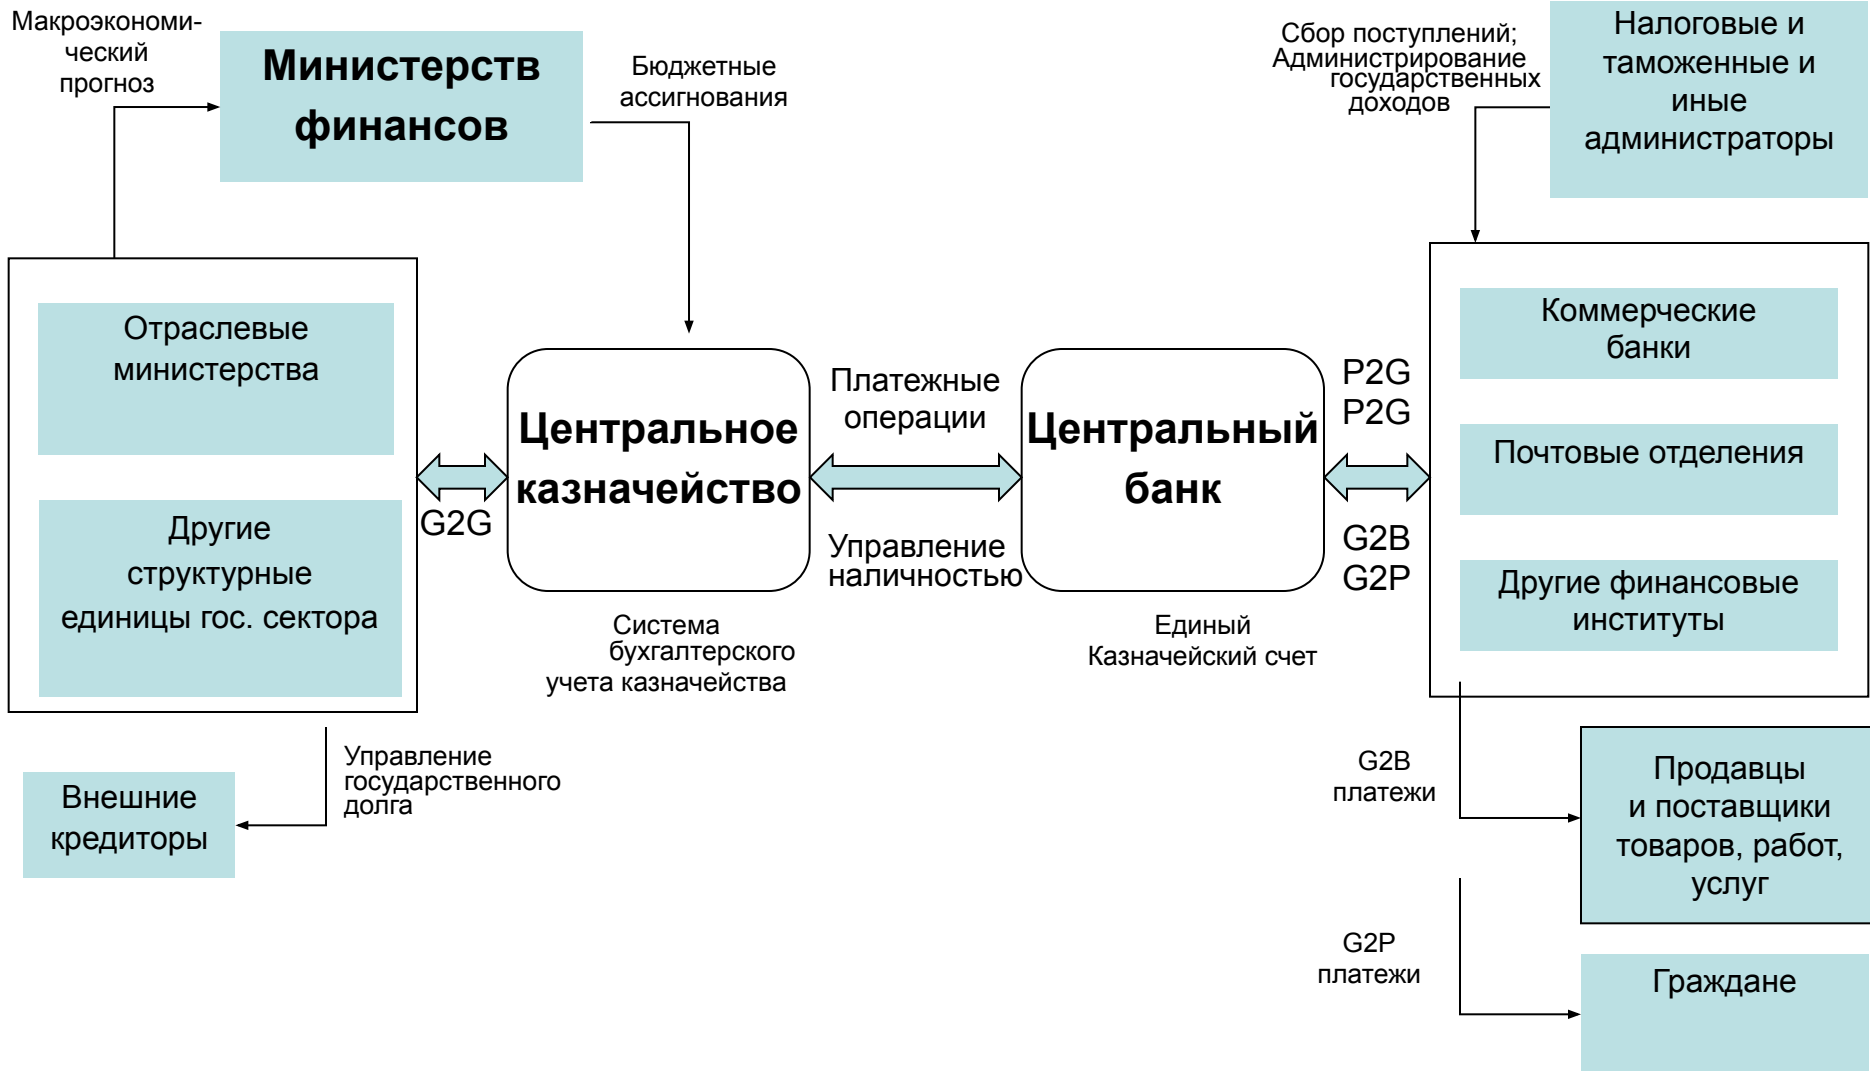 Макроэкономи-
ческий
прогноз
Министерств
финансов
Бюджетные
ассигнования
Сбор поступлений;
Администрирование
государственных
доходов
Налоговые и
таможенные и
иные
администраторы
Отраслевые
министерства
Другие
структурные
единицы гос. сектора
G2G
Центральное
казначейство
Система
бухгалтерского
учета казначейства
Платежные
операции
Управление
наличностью
Центральный
банк
Единый
Казначейский счет
P2G
P2G
G2B
G2P
Коммерческие
банки
Почтовые отделения
Другие финансовые
институты
Внешние
кредиторы
Управление
государственного
долга
G2B
платежи
Продавцы
и поставщики
товаров, работ,
услуг
G2P
платежи
Граждане